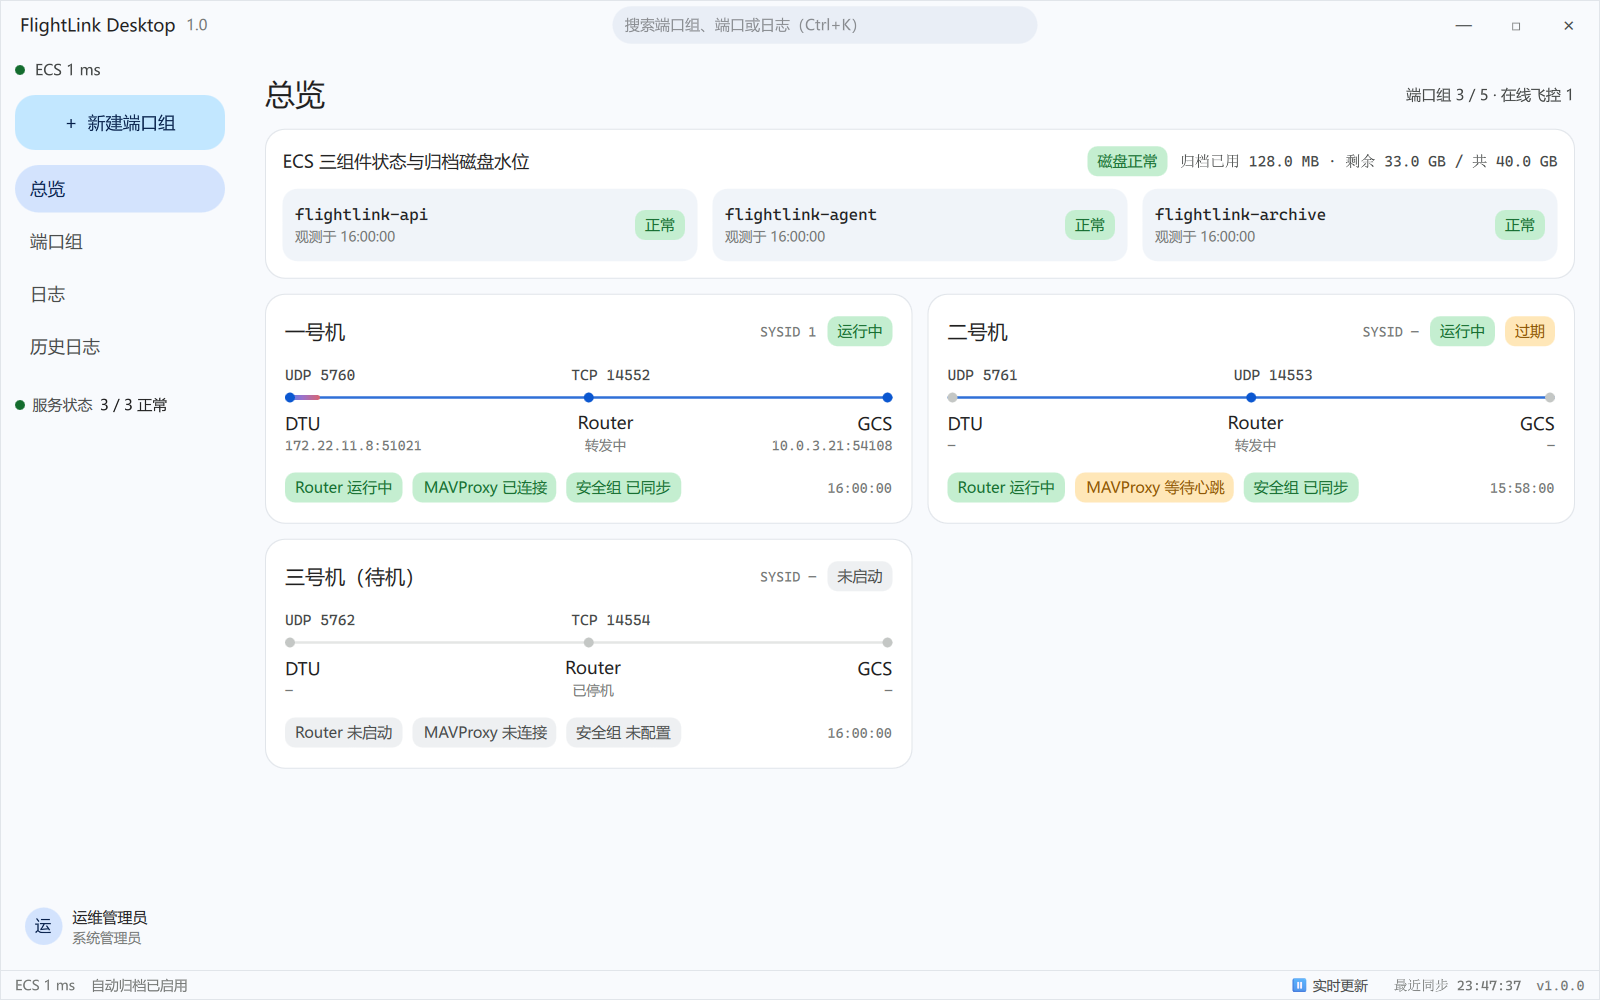 FlightLink Desktop 1.0
搜索端口组、端口或日志（Ctrl+K）
ECS 1 ms
+ 新建端口组
总览
端口组
日志
历史日志
服务状态 3 / 3 正常
总览
端口组 3 / 5 · 在线飞控 1
ECS 三组件状态与归档磁盘水位
磁盘正常 归档已用 128.0 MB · 剩余 33.0 GB / 共 40.0 GB
flightlink-api
观测于 16:00:00
正常
flightlink-agent
观测于 16:00:00
正常
flightlink-archive
观测于 16:00:00
正常
一号机
SYSID 1 运行中
UDP 5760 TCP 14552
DTU Router GCS
172.22.11.8:51021 转发中 10.0.3.21:54108
Router 运行中 MAVProxy 已连接 安全组 已同步 16:00:00
二号机
SYSID — 运行中 过期
UDP 5761 UDP 14553
DTU Router GCS
— 转发中 —
Router 运行中 MAVProxy 等待心跳 安全组 已同步 15:58:00
三号机（待机）
SYSID — 未启动
UDP 5762 TCP 14554
DTU Router GCS
— 已停机 —
Router 未启动 MAVProxy 未连接 安全组 未配置 16:00:00
运 运维管理员
系统管理员
ECS 1 ms 自动归档已启用
实时更新 最近同步 23:47:37 v1.0.0